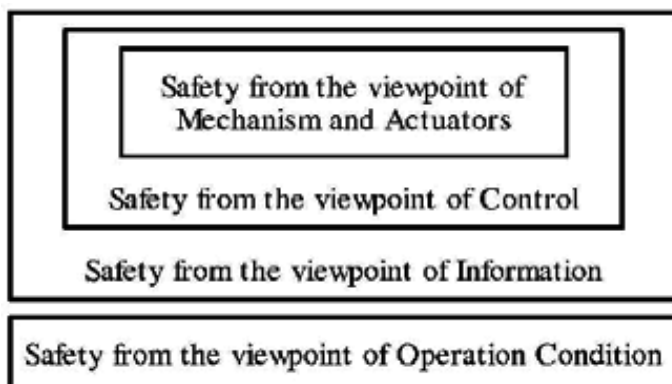 Safety from the viewpoint of
Mechanism and Actuators
Safety from the viewpoint of Control
Safety from the viewpoint of Information
Safety from the viewpoint of Operation Condition